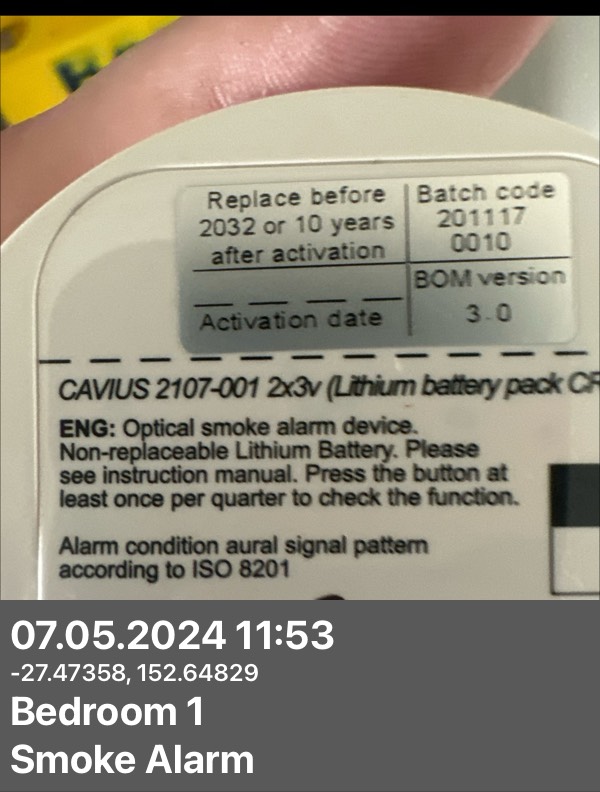 Replace before
2032 or 10 years
after activation
Activation date
Batch code
201117
0010
BOM version
3.0
CAVIUS 2107-001 2x3v (Lithium battery pack
ENG: Optical smoke alarm device.
Non-replaceable Lithium Battery. Please
see instruction manual. Press the button at
least once per quarter to check the function.
Alarm condition aural signal pattern
according to ISO 8201
07.05.2024 11:53
-27.47358, 152.64829
Bedroom 1
Smoke Alarm